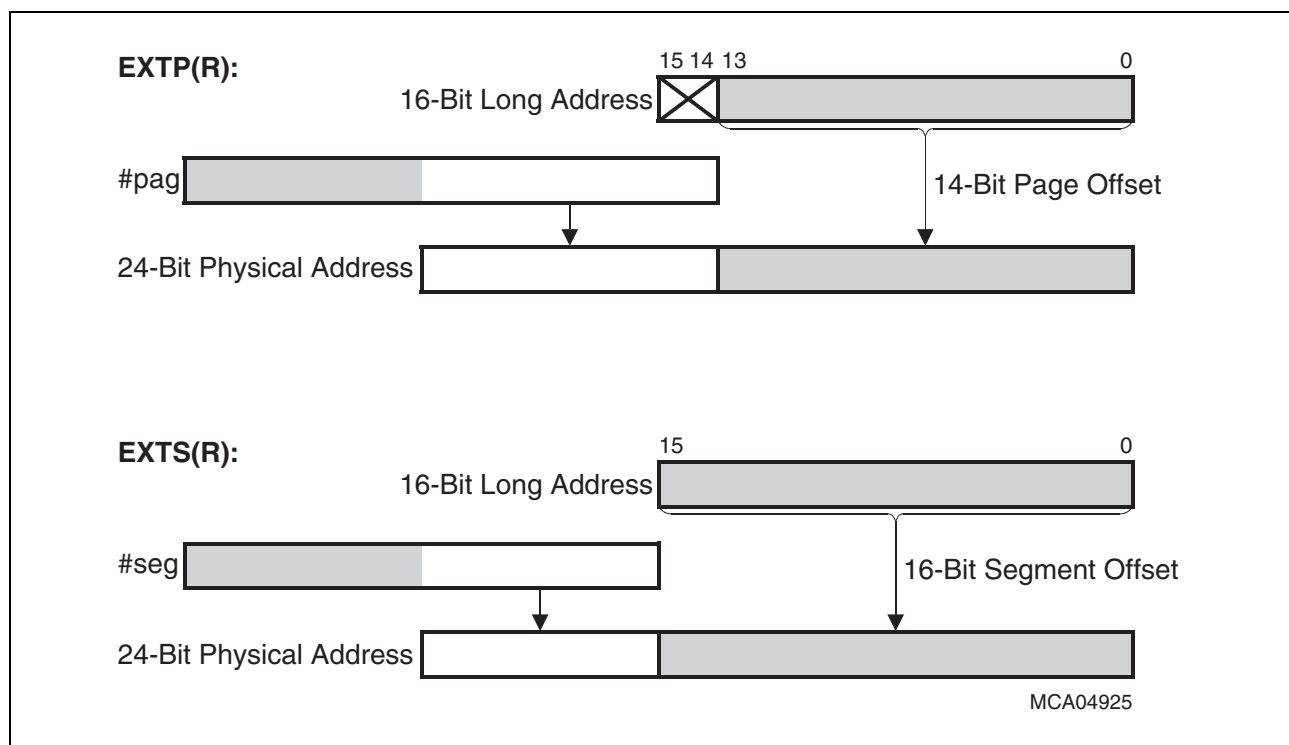 EXTP(R):
15 14 13 0
16-Bit Long Address
#pag
14-Bit Page Offset
24-Bit Physical Address
EXTS(R):
15 0
16-Bit Long Address
#seg
16-Bit Segment Offset
24-Bit Physical Address
MCA04925